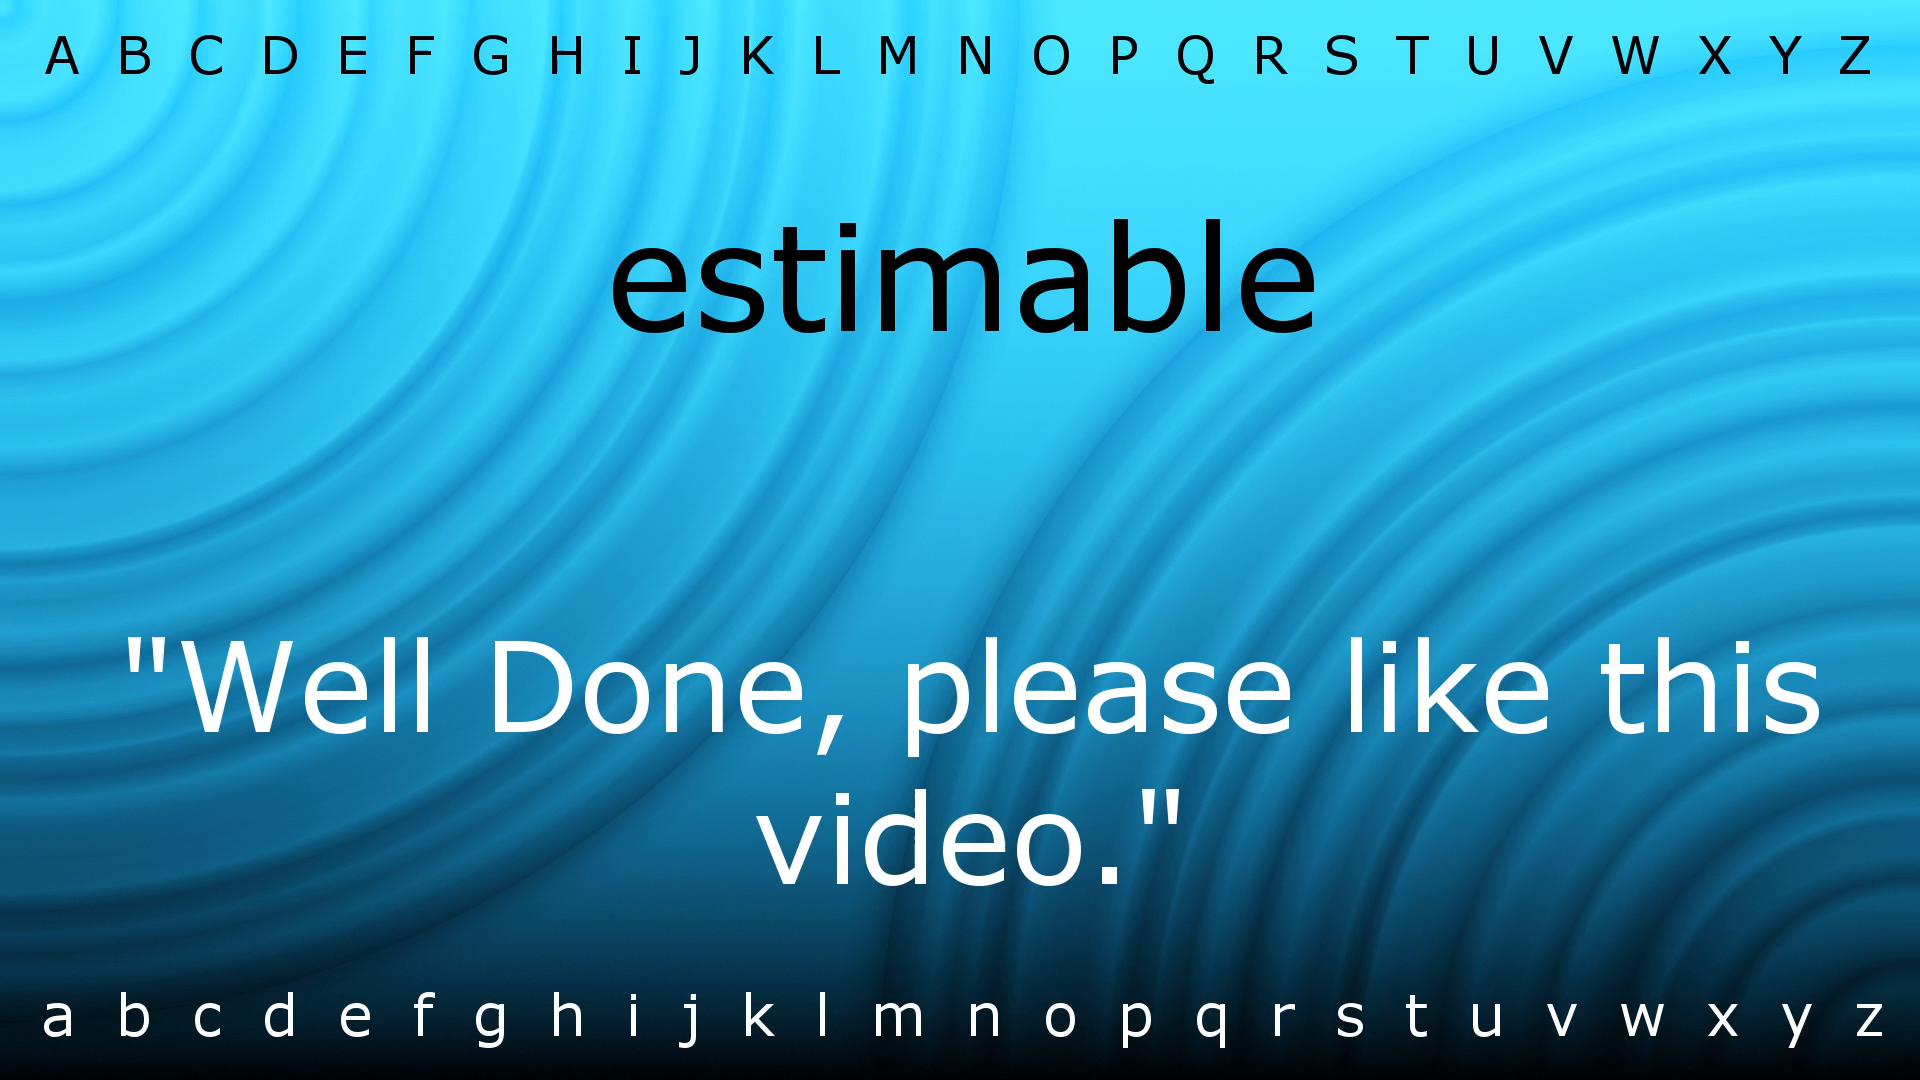 A B C D E F G H I J K L M N O P Q R S T U V W X Y Z
estimable
"Well Done, please like this
video."
a b c d e f g h i j k l m n o p q r s t u v w x y z